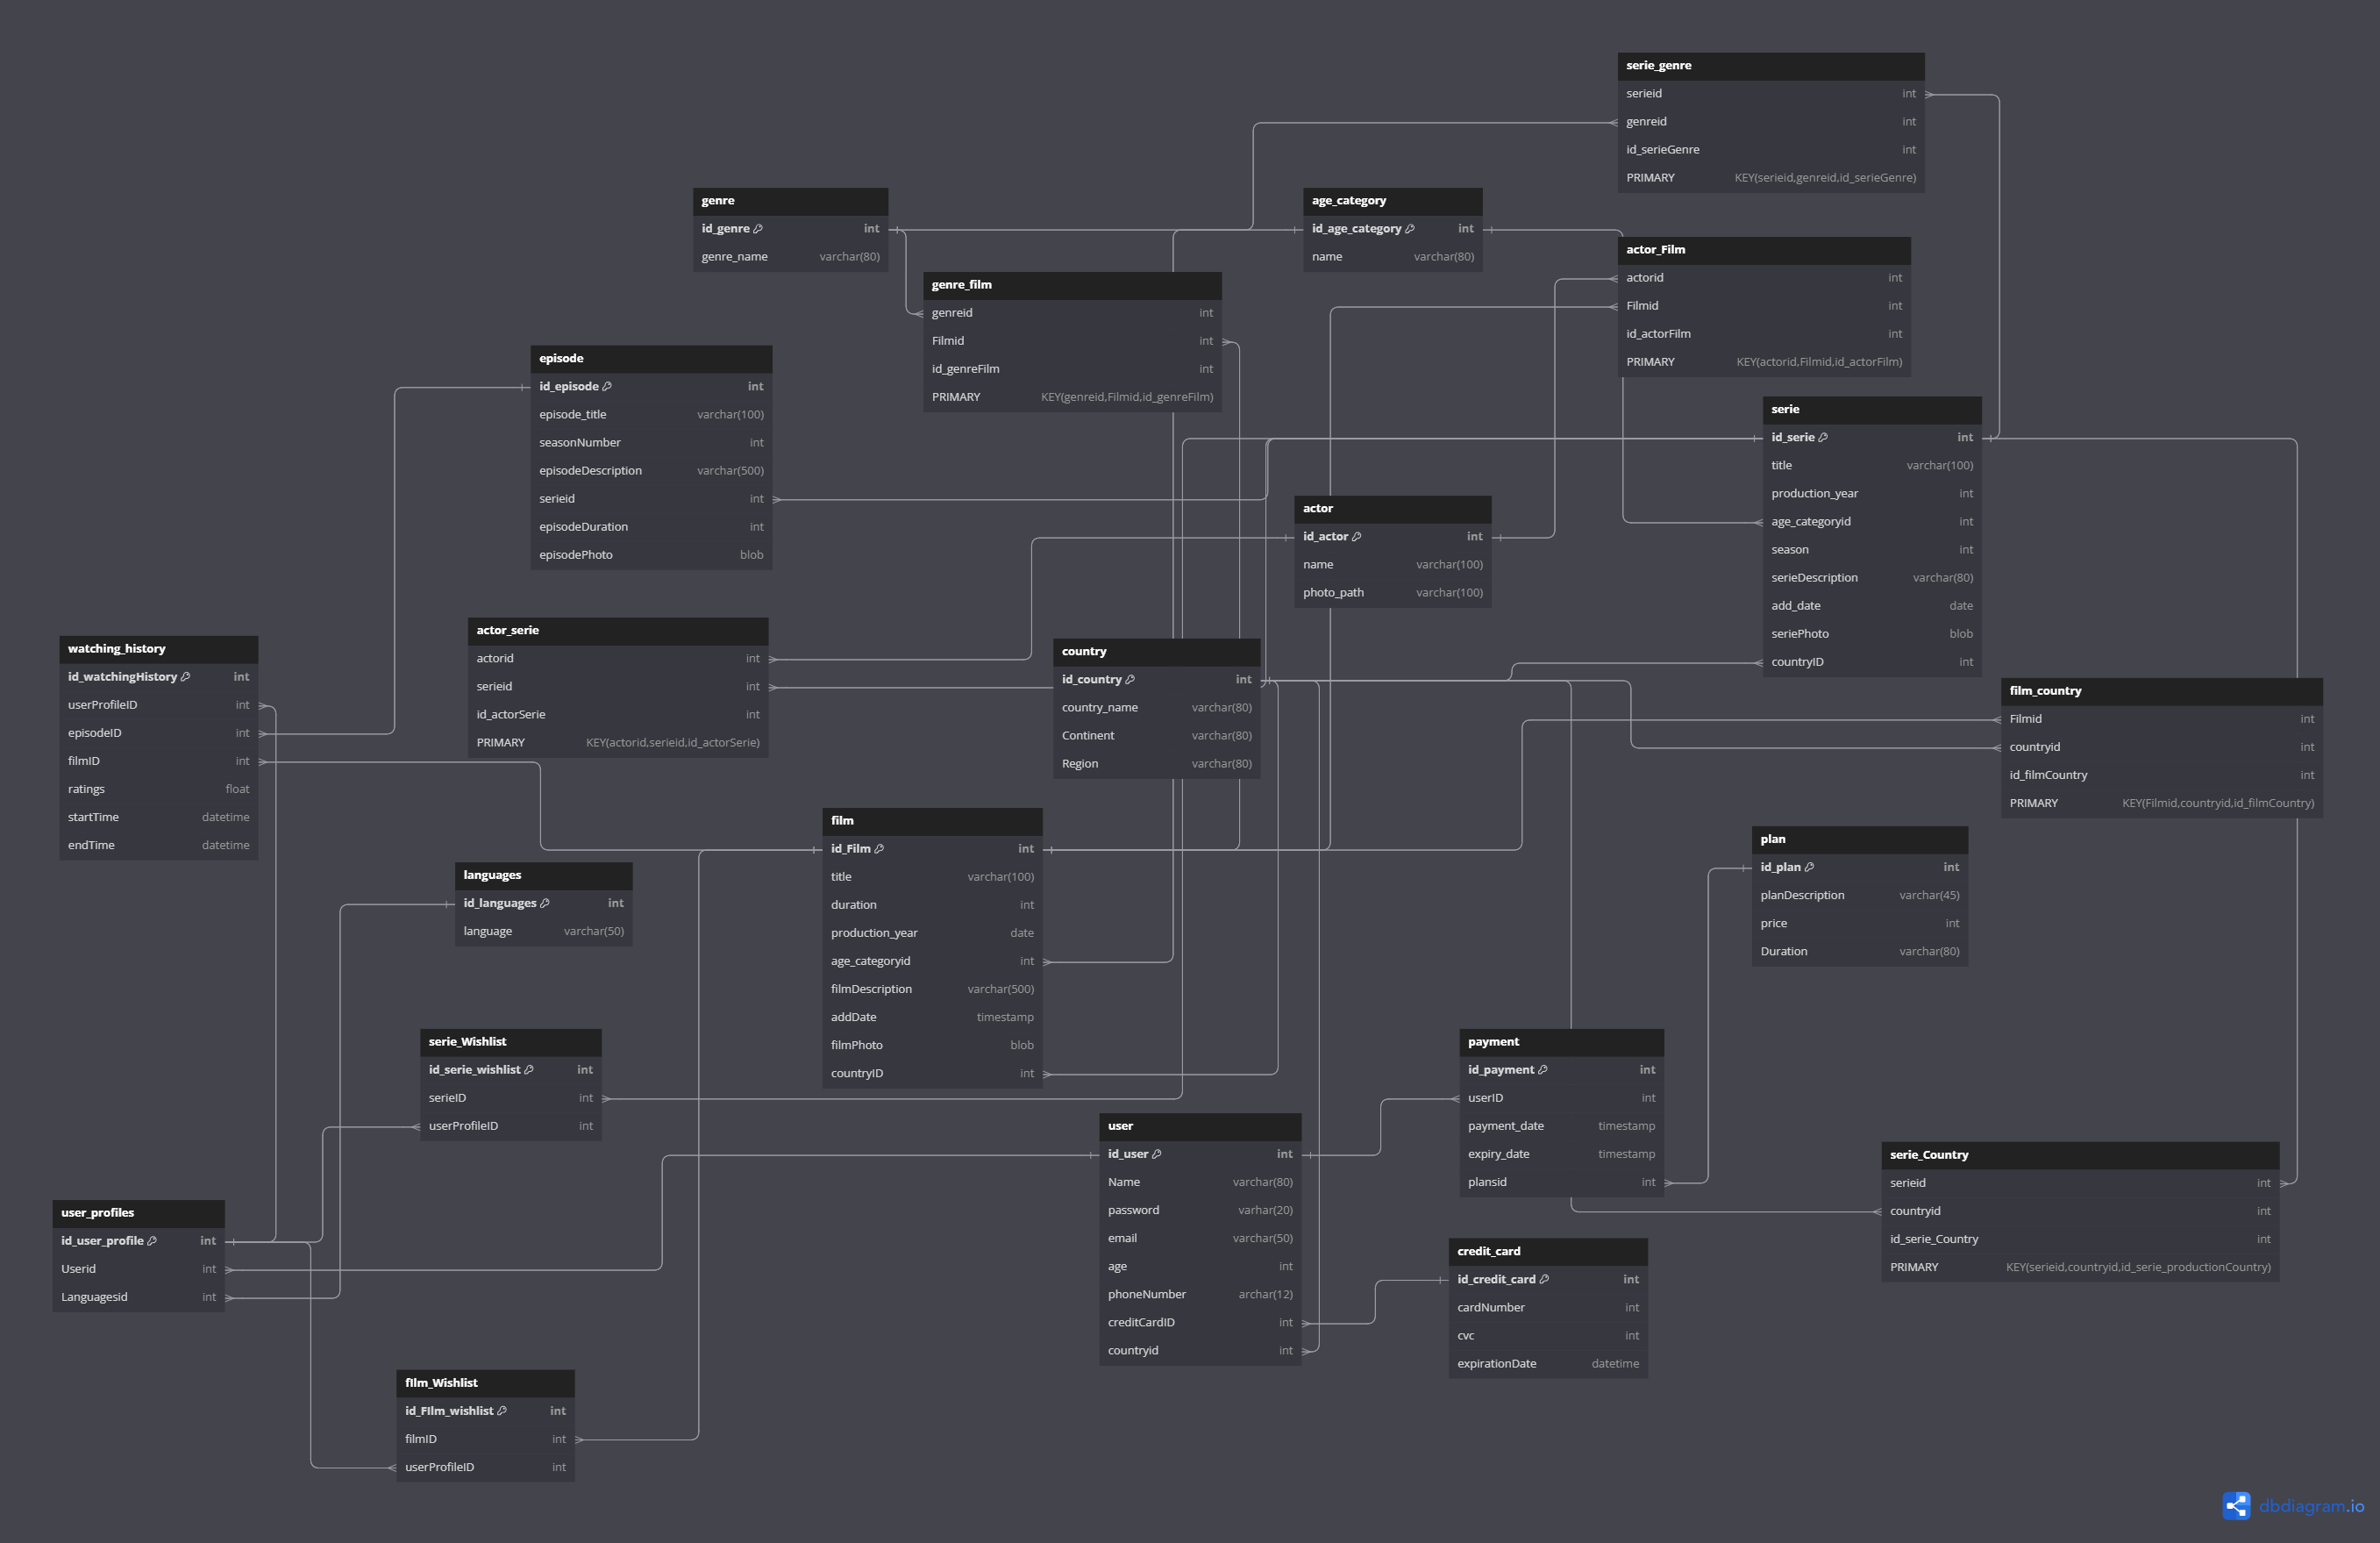 serie_genre
serieid int
genreid int
id_serieGenre int
PRIMARY KEY(serieid,genreid,id_serieGenre)
genre
id_genre int
genre_name varchar(80)
age_category
id_age_category int
name varchar(80)
actor_Film
actorid int
Filmid int
id_actorFilm int
PRIMARY KEY(actorid,Filmid,id_actorFilm)
genre_film
genreid int
Filmid int
id_genreFilm int
PRIMARY KEY(genreid,Filmid,id_genreFilm)
episode
id_episode int
episode_title varchar(100)
seasonNumber int
episodeDescription varchar(500)
serieid int
episodeDuration int
episodePhoto blob
serie
id_serie int
title varchar(100)
production_year int
age_categoryid int
season int
serieDescription varchar(80)
add_date date
seriePhoto blob
countryID int
actor
id_actor int
name varchar(100)
photo_path varchar(100)
actor_serie
actorid int
serieid int
id_actorSerie int
PRIMARY KEY(actorid,serieid,id_actorSerie)
watching_history
id_watchingHistory int
userProfileID int
episodeID int
filmID int
ratings float
startTime datetime
endTime datetime
country
id_country int
country_name varchar(80)
Continent varchar(80)
Region varchar(80)
film_country
Filmid int
countryid int
id_filmCountry int
PRIMARY KEY(Filmid,countryid,id_filmCountry)
film
id_Film int
title varchar(100)
duration int
production_year date
age_categoryid int
filmDescription varchar(500)
addDate timestamp
filmPhoto blob
countryID int
plan
id_plan int
planDescription varchar(45)
price int
Duration varchar(80)
languages
id_languages int
language varchar(50)
serie_Wishlist
id_serie_wishlist int
serieID int
userProfileID int
payment
id_payment int
userID int
payment_date timestamp
expiry_date timestamp
plansid int
user
id_user int
Name varchar(80)
password varhar(20)
email varchar(50)
age int
phoneNumber archar(12)
creditCardID int
countryid int
serie_Country
serieid int
countryid int
id_serie_Country int
PRIMARY KEY(serieid,countryid,id_serie_productionCountry)
user_profiles
id_user_profile int
Userid int
Languagesid int
credit_card
id_credit_card int
cardNumber int
cvc int
expirationDate datetime
fIlm_Wishlist
id_FIlm_wishlist int
filmID int
userProfileID int
dbdiagram.io